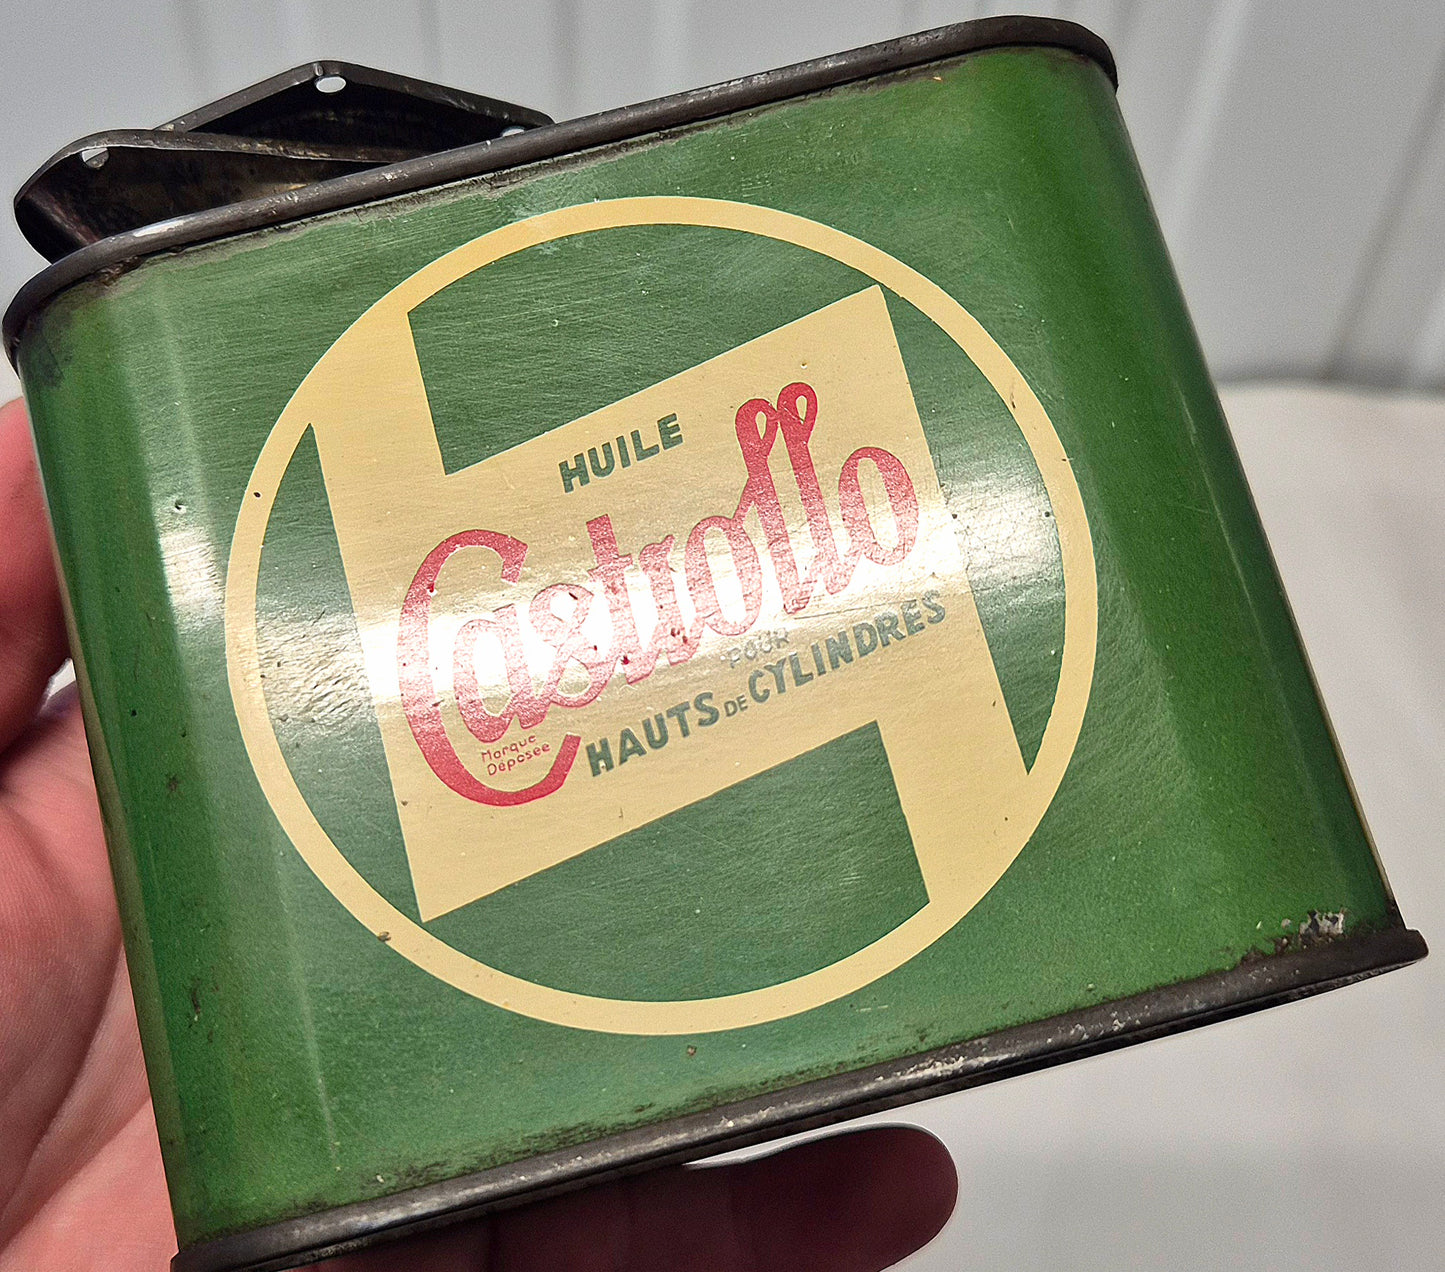 HUILE
Castrollo
Marque
Déposée
POUR
HAUTS DE CYLINDRES